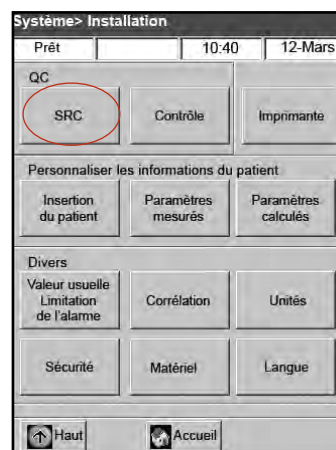 Système> Installation
Prêt 10:40 12-Mars
QC
SRC Contrôle Imprimante
Personnaliser les informations du patient
Insertion du patient Paramètres mesurés Paramètres calculés
Divers
Valeur usuelle Limitation de l'alarme Corrélation Unités
Sécurité Matériel Langue
Haut Accueil